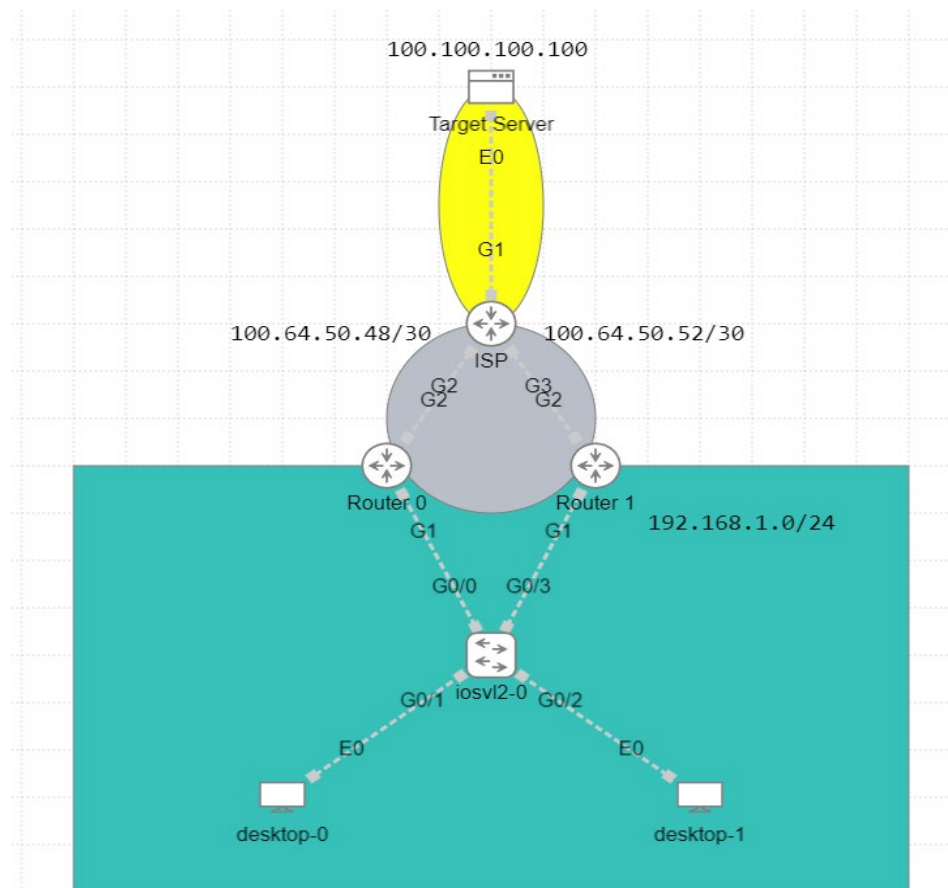 100.100.100.100
Target Server
E0
G1
100.64.50.48/30
100.64.50.52/30
ISP
G2
G3
G2
G2
Router 0
Router 1
192.168.1.0/24
G1
G1
G0/0
G0/3
iosvl2-0
G0/1
G0/2
E0
E0
desktop-0
desktop-1